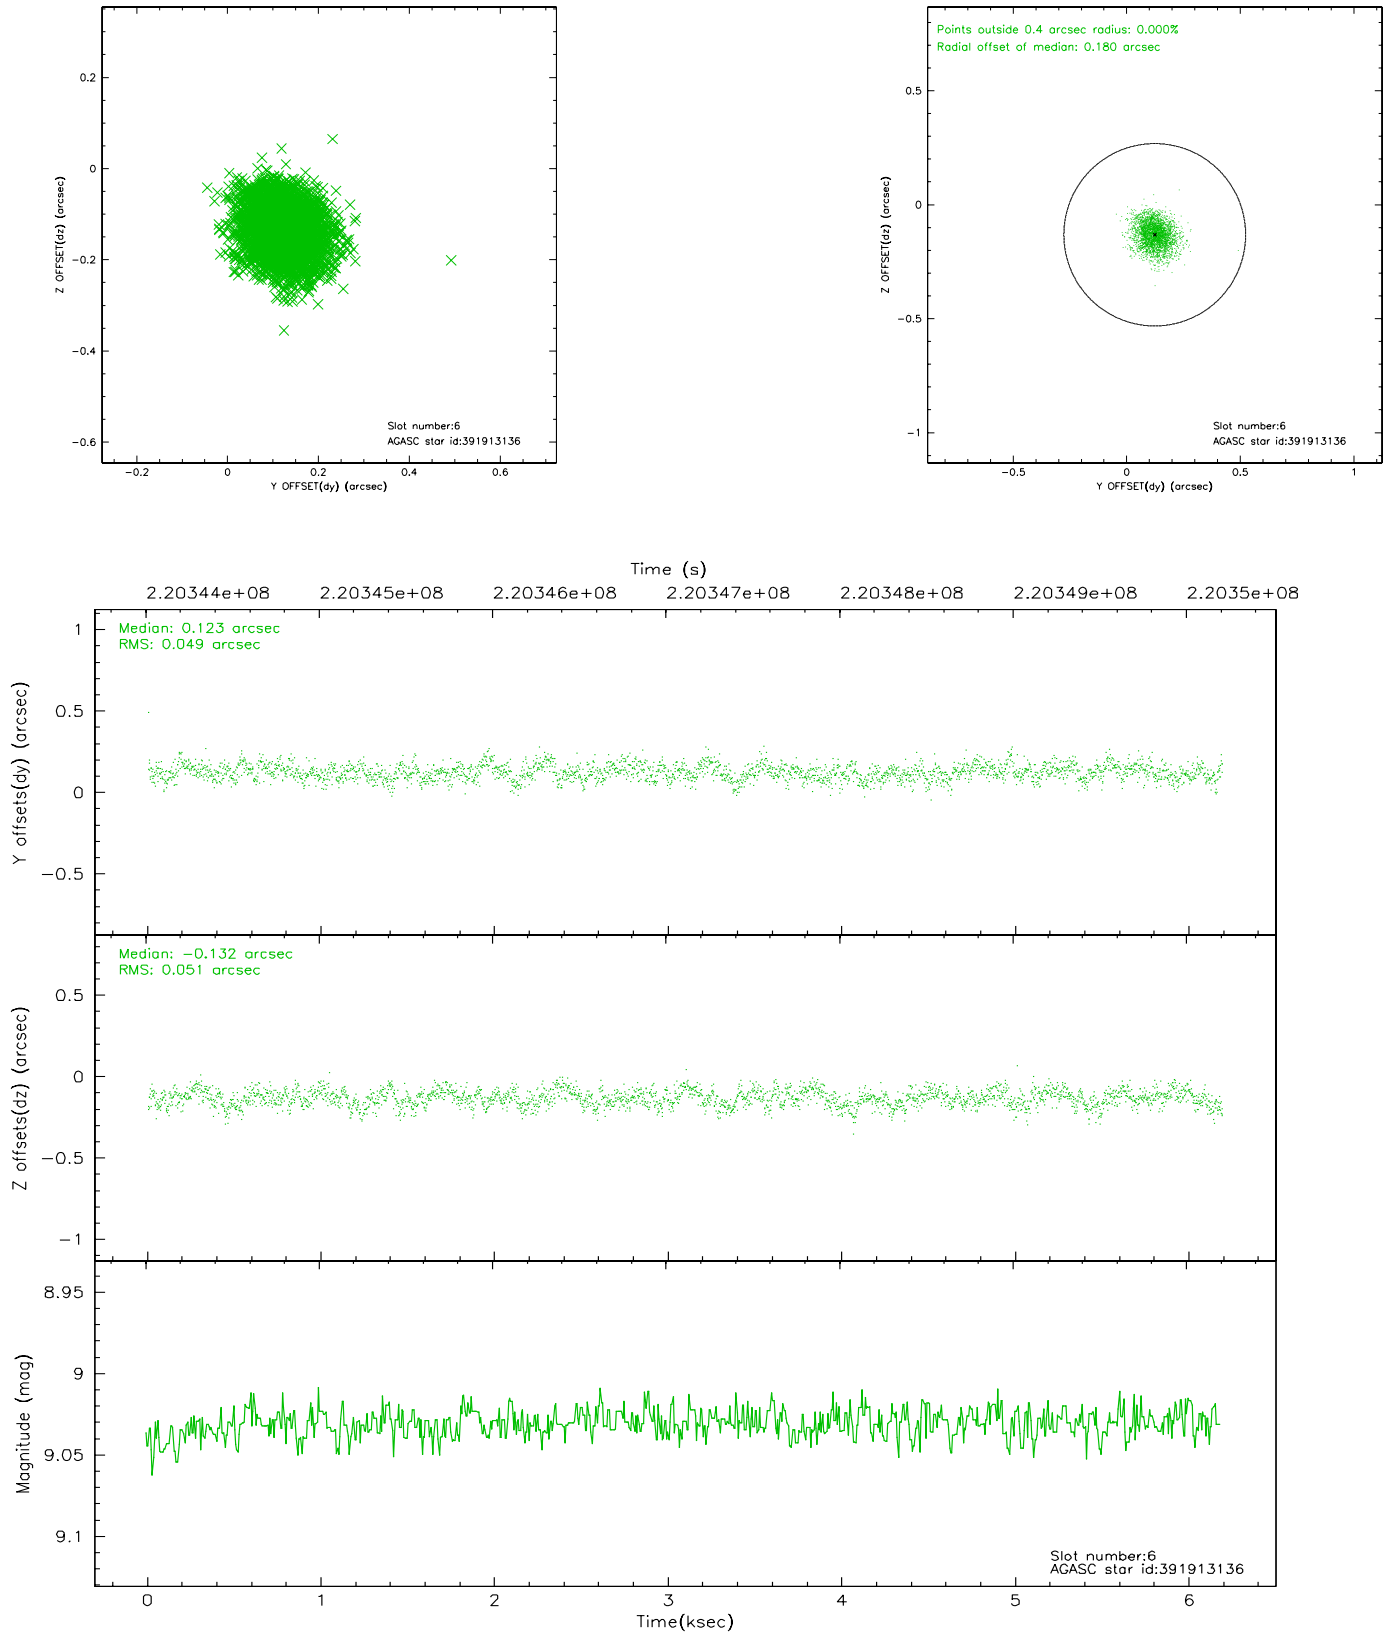 0.2
0
−0.2
−0.4
−0.6
Z OFFSET(dz) (arcsec)
Slot number:6
AGASC star id:391913136
−0.2 0 0.2 0.4 0.6
Y OFFSET(dy) (arcsec)
Points outside 0.4 arcsec radius: 0.000%
Radial offset of median: 0.180 arcsec
0.5
0
−0.5
−1
Z OFFSET(dz) (arcsec)
Slot number:6
AGASC star id:391913136
−0.5 0 0.5 1
Y OFFSET(dy) (arcsec)
Time (s)
2.20344e+08 2.20345e+08 2.20346e+08 2.20347e+08 2.20348e+08 2.20349e+08 2.2035e+08
Median: 0.123 arcsec
RMS: 0.049 arcsec
1
0.5
0
−0.5
Y offsets(dy) (arcsec)
Median: −0.132 arcsec
RMS: 0.051 arcsec
0.5
0
−0.5
−1
Z offsets(dz) (arcsec)
8.95
9
9.05
9.1
Magnitude (mag)
Slot number:6
AGASC star id:391913136
0 1 2 3 4 5 6
Time(ksec)